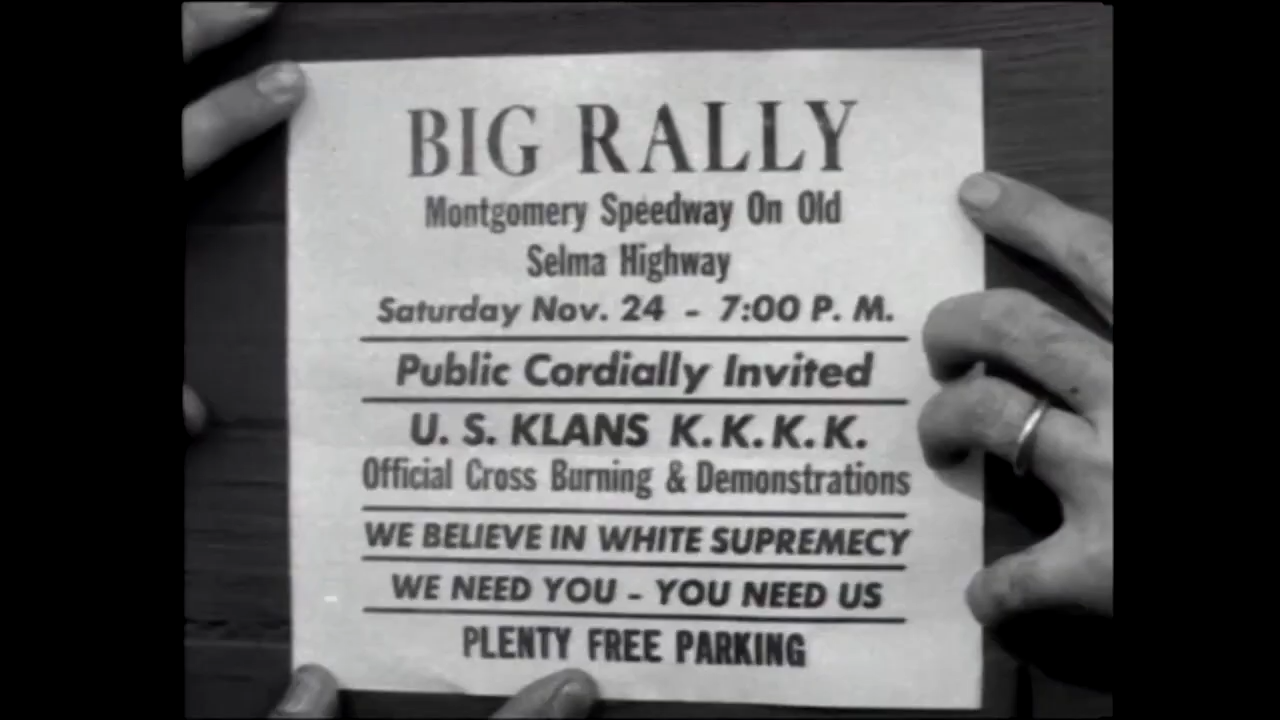 BIG RALLY
Montgomery Speedway On Old
Selma Highway
Saturday Nov. 24 - 7:00 P. M.
Public Cordially Invited
U. S. KLANS K.K.K.K.
Official Cross Burning & Demonstrations
WE BELIEVE IN WHITE SUPREMECY
WE NEED YOU - YOU NEED US
PLENTY FREE PARKING